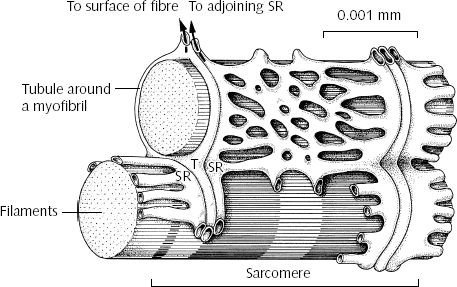 To surface of fibre
To adjoining SR
0.001 mm
Tubule around
a myofibril
T
SR
SR
Filaments
Sarcomere